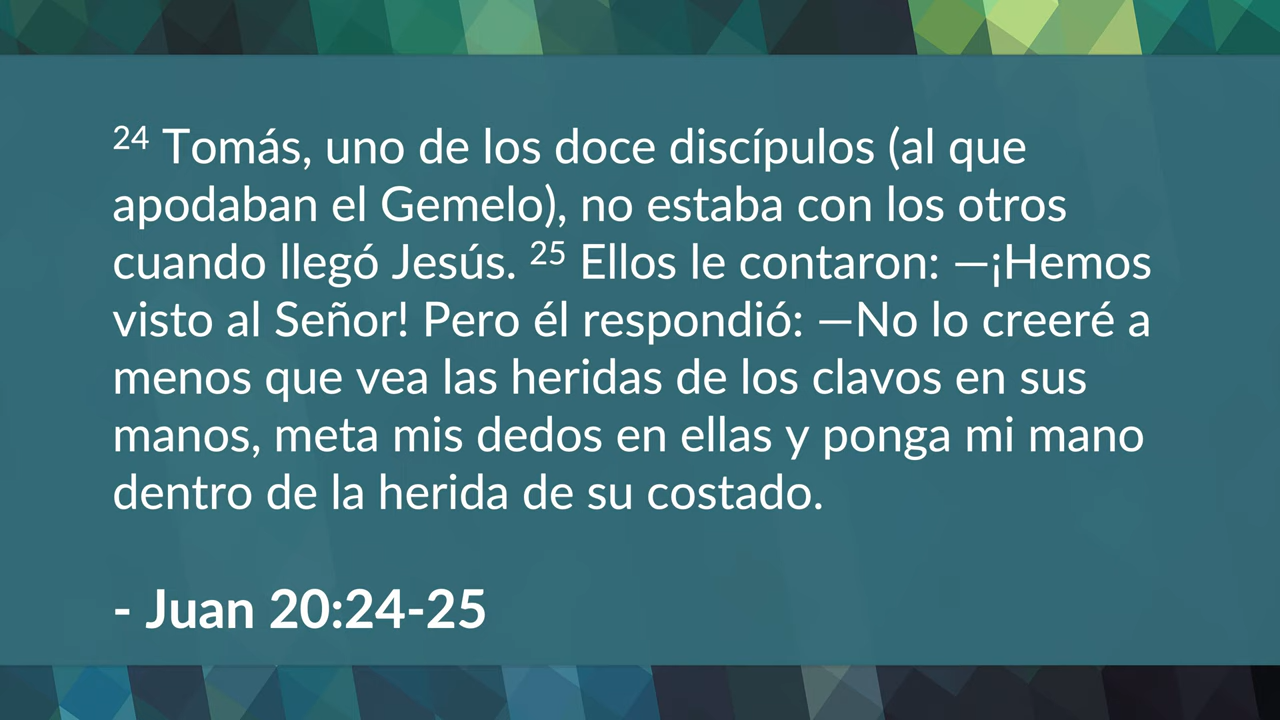 24 Tomás, uno de los doce discípulos (al que
apodaban el Gemelo), no estaba con los otros
cuando llegó Jesús. 25 Ellos le contaron: —¡Hemos
visto al Señor! Pero él respondió: —No lo creeré a
menos que vea las heridas de los clavos en sus
manos, meta mis dedos en ellas y ponga mi mano
dentro de la herida de su costado.
- Juan 20:24-25